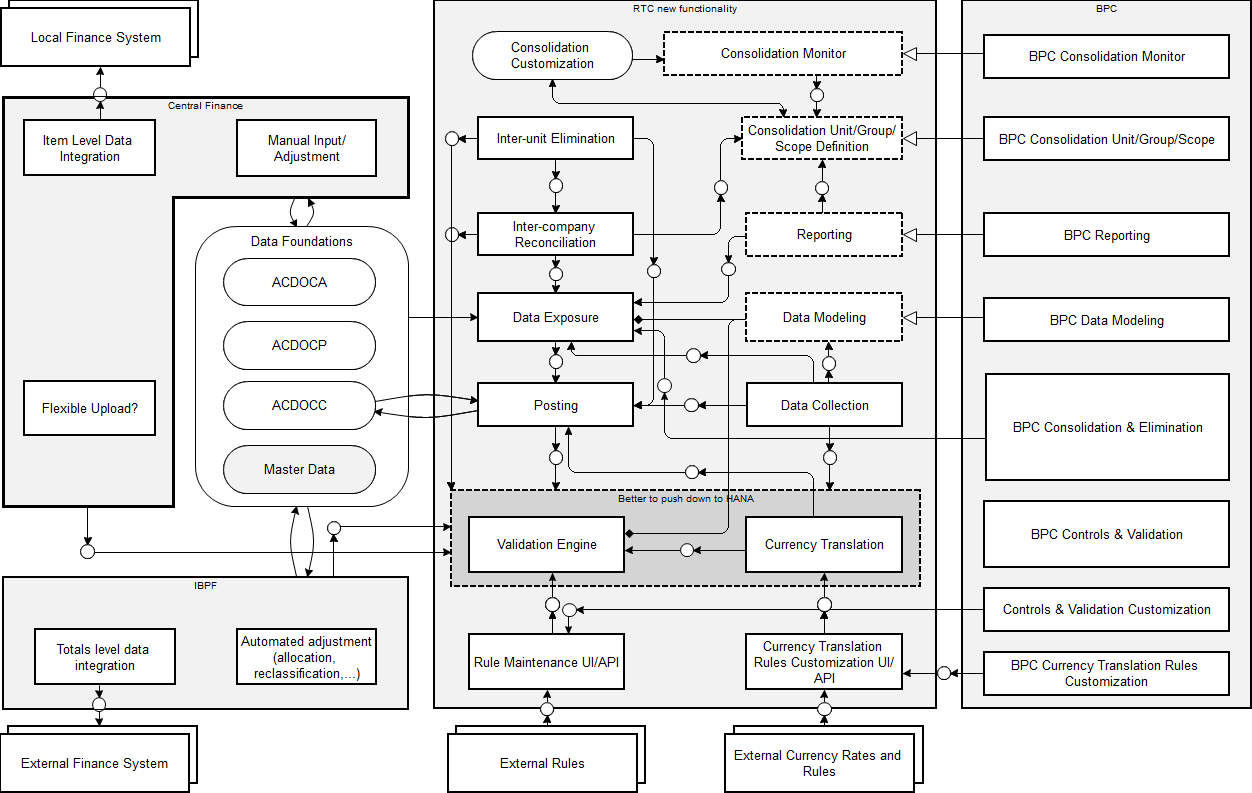 Local Finance System
Central Finance
Item Level Data
Integration
Manual Input/
Adjustment
Data Foundations
ACDOCA
ACDOCP
ACDOCC
Master Data
Flexible Upload?
IBPF
Totals level data
integration
Automated adjustment
(allocation,
reclassification,...)
External Finance System
RTC new functionality
Consolidation
Customization
Consolidation Monitor
Inter-unit Elimination
Consolidation Unit/Group/
Scope Definition
Inter-company
Reconciliation
Reporting
Data Exposure
Data Modeling
Posting
Data Collection
Better to push down to HANA
Validation Engine
Currency Translation
Rule Maintenance UI/API
Currency Translation
Rules Customization UI/
API
External Rules
External Currency Rates and
Rules
BPC
BPC Consolidation Monitor
BPC Consolidation Unit/Group/Scope
BPC Reporting
BPC Data Modeling
BPC Consolidation & Elimination
BPC Controls & Validation
Controls & Validation Customization
BPC Currency Translation Rules
Customization